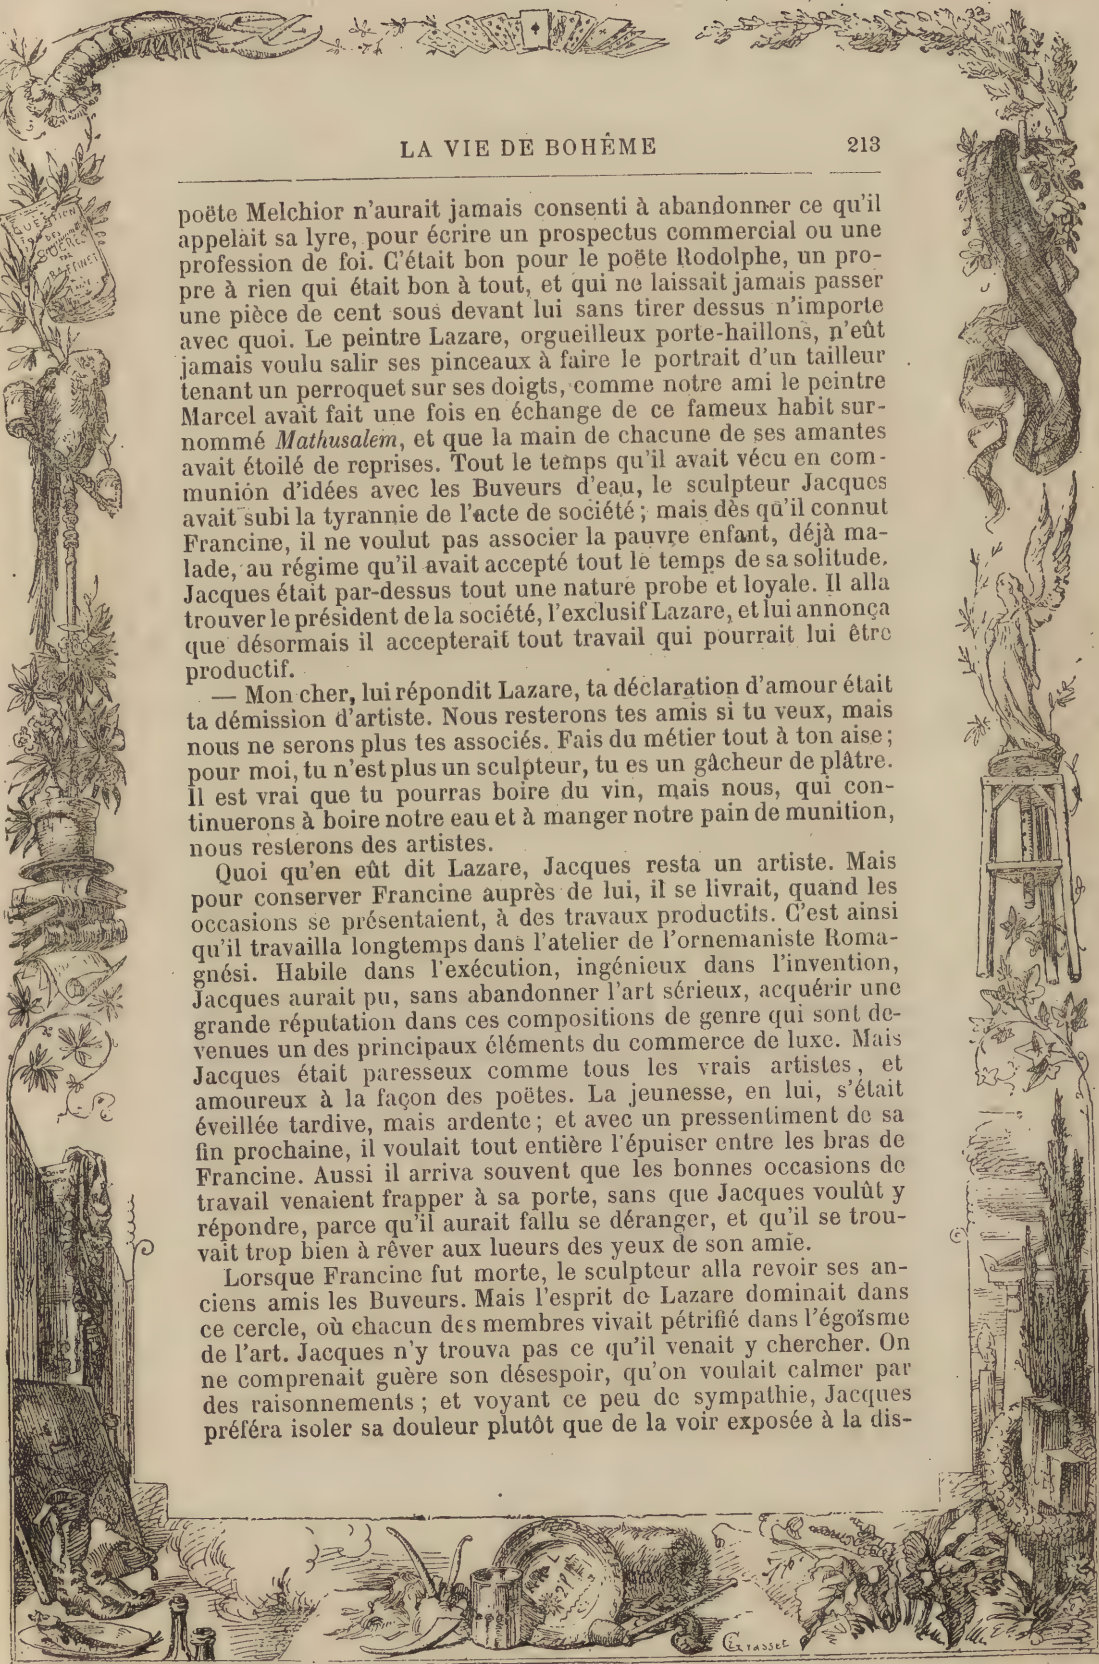 LA VIE DE BOHÊME 213
poëte Melchior n'aurait jamais consenti à abandonner ce qu'il
appelait sa lyre, pour écrire un prospectus commercial ou une
profession de foi. C'était bon pour le poëte Rodolphe, un pro-
pre à rien qui était bon à tout, et qui ne laissait jamais passer
une pièce de cent sous devant lui sans tirer dessus n'importe
avec quoi. Le peintre Lazare, orgueilleux porte-haillons, n'eût
jamais voulu salir ses pinceaux à faire le portrait d'un tailleur
tenant un perroquet sur ses doigts, comme notre ami le peintre
Marcel avait fait une fois en échange de ce fameux habit sur-
nommé Mathusalem, et que la main de chacune de ses amantes
avait étoilé de reprises. Tout le temps qu'il avait vécu en com-
munion d'idées avec les Buveurs d'eau, le sculpteur Jacques
avait subi la tyrannie de l'acte de société ; mais dès qu'il connut
Francine, il ne voulut pas associer la pauvre enfant, déjà ma-
lade, au régime qu'il avait accepté tout le temps de sa solitude.
Jacques était par-dessus tout une nature probe et loyale. Il alla
trouver le président de la société, l'exclusif Lazare, et lui annonça
que désormais il accepterait tout travail qui pourrait lui être
productif.
— Mon cher, lui répondit Lazare, ta déclaration d'amour était
ta démission d'artiste. Nous resterons tes amis si tu veux, mais
nous ne serons plus tes associés. Fais du métier tout à ton aise ;
pour moi, tu n'est plus un sculpteur, tu es un gâcheur de plâtre.
Il est vrai que tu pourras boire du vin, mais nous, qui con-
tinuerons à boire notre eau et à manger notre pain de munition,
nous resterons des artistes.
Quoi qu'en eût dit Lazare, Jacques resta un artiste. Mais
pour conserver Francine auprès de lui, il se livrait, quand les
occasions se présentaient, à des travaux productifs. C'est ainsi
qu'il travailla longtemps dans l'atelier de l'ornemaniste Roma-
gnési. Habile dans l'exécution, ingénieux dans l'invention,
Jacques aurait pu, sans abandonner l'art sérieux, acquérir une
grande réputation dans ces compositions de genre qui sont de-
venues un des principaux éléments du commerce de luxe. Mais
Jacques était paresseux comme tous les vrais artistes, et
amoureux à la façon des poëtes. La jeunesse, en lui, s'était
éveillée tardive, mais ardente ; et avec un pressentiment de sa
fin prochaine, il voulait tout entière l'épuiser entre les bras de
Francine. Aussi il arriva souvent que les bonnes occasions de
travail venaient frapper à sa porte, sans que Jacques voulût y
répondre, parce qu'il aurait fallu se déranger, et qu'il se trou-
vait trop bien à rêver aux lueurs des yeux de son amie.
Lorsque Francine fut morte, le sculpteur alla revoir ses an-
ciens amis les Buveurs. Mais l'esprit de Lazare dominait dans
ce cercle, où chacun des membres vivait pétrifié dans l'égoïsme
de l'art. Jacques n'y trouva pas ce qu'il venait y chercher. On
ne comprenait guère son désespoir, qu'on voulait calmer par
des raisonnements ; et voyant ce peu de sympathie, Jacques
préféra isoler sa douleur plutôt que de la voir exposée à la dis-
QUESTION
Grasset